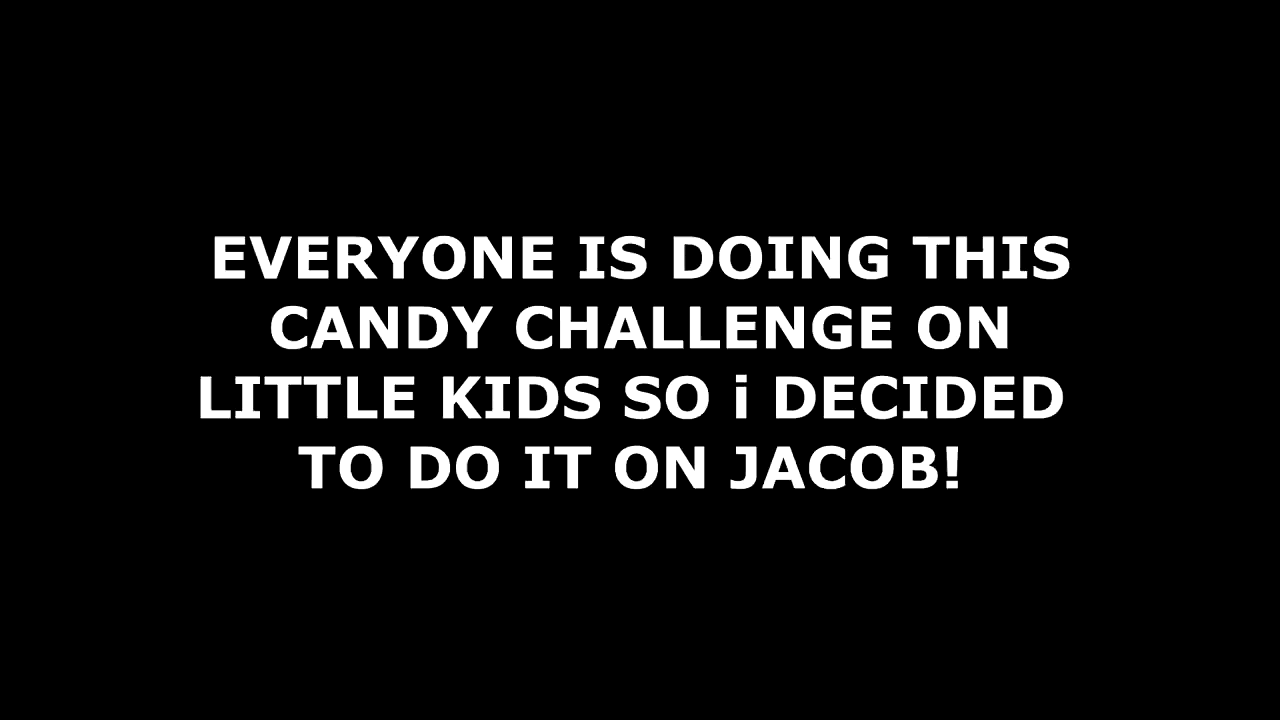 EVERYONE IS DOING THIS
CANDY CHALLENGE ON
LITTLE KIDS SO i DECIDED
TO DO IT ON JACOB!